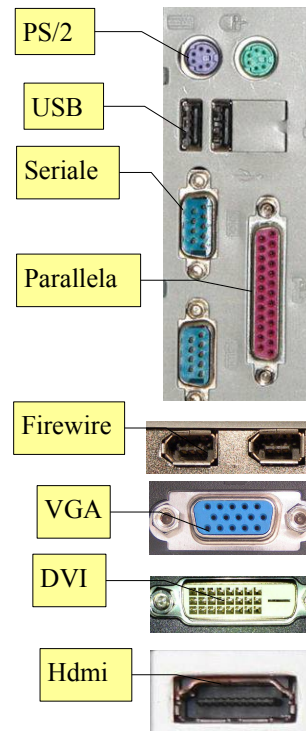 PS/2
USB
Seriale
Parallela
Firewire
VGA
DVI
Hdmi